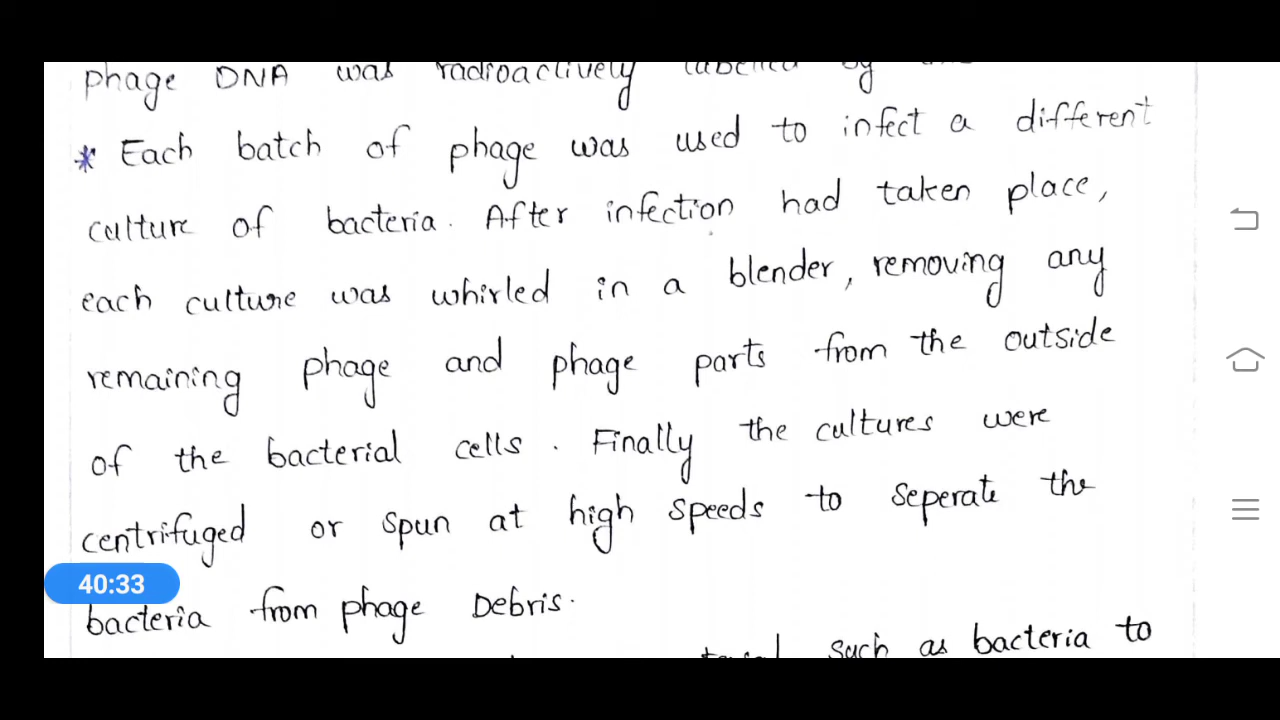 phage DNA was radioactively labelled by
* Each batch of phage was used to infect a different
culture of bacteria. After infection had taken place,
each culture was whirled in a blender, removing any
remaining phage and phage parts from the outside
of the bacterial cells. Finally the cultures were
centrifuged or spun at high speeds to seperate the
40:33
bacteria from phage Debris.
such as bacteria to